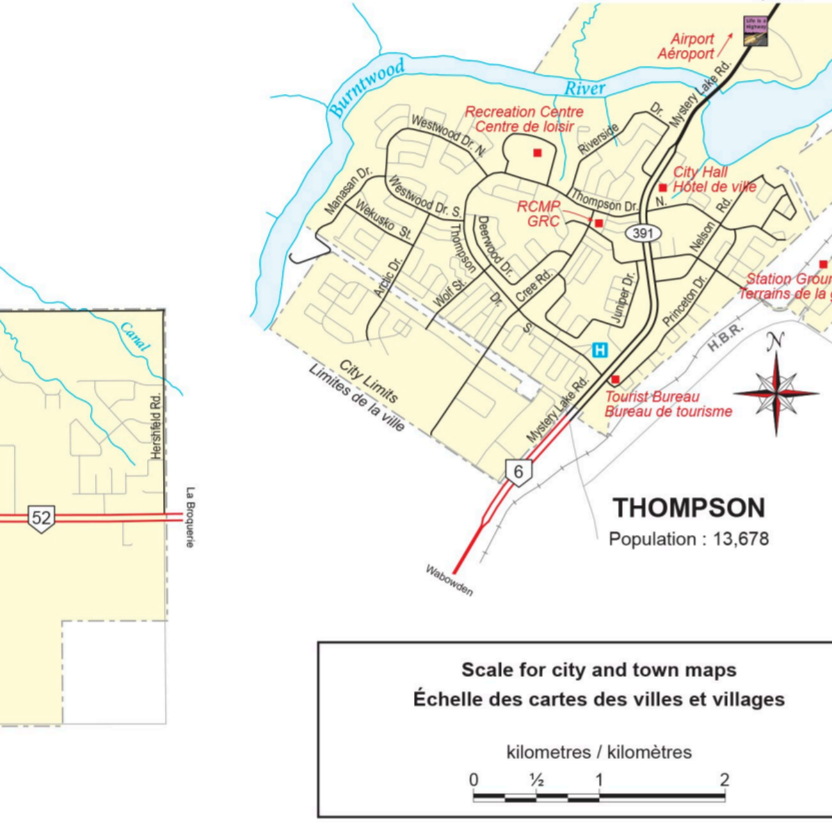 Life is a
Highway
Airport
Aéroport
Burntwood
River
Mystery Lake Rd.
Recreation Centre
Centre de loisir
Riverside
Dr.
Westwood Dr. N.
City Hall
Hôtel de ville
Manasan Dr.
Westwood Dr. S.
Thompson Dr.
N.
RCMP
GRC
Wekusko St.
391
Nelson
Rd.
Thompson
Dr.
S.
Deerwood Dr.
Arctic Dr.
Wolf St.
Cree Rd.
Juniper Dr.
Princeton Dr.
Station Groun
Terrains de la g
H.B.R.
N
H
City Limits
Limites de la ville
Tourist Bureau
Bureau de tourisme
Mystery Lake Rd.
6
Wabowden
THOMPSON
Population : 13,678
Canal
Hershfield Rd.
52
La Broquerie
Scale for city and town maps
Échelle des cartes des villes et villages
kilometres / kilomètres
0 ½ 1 2